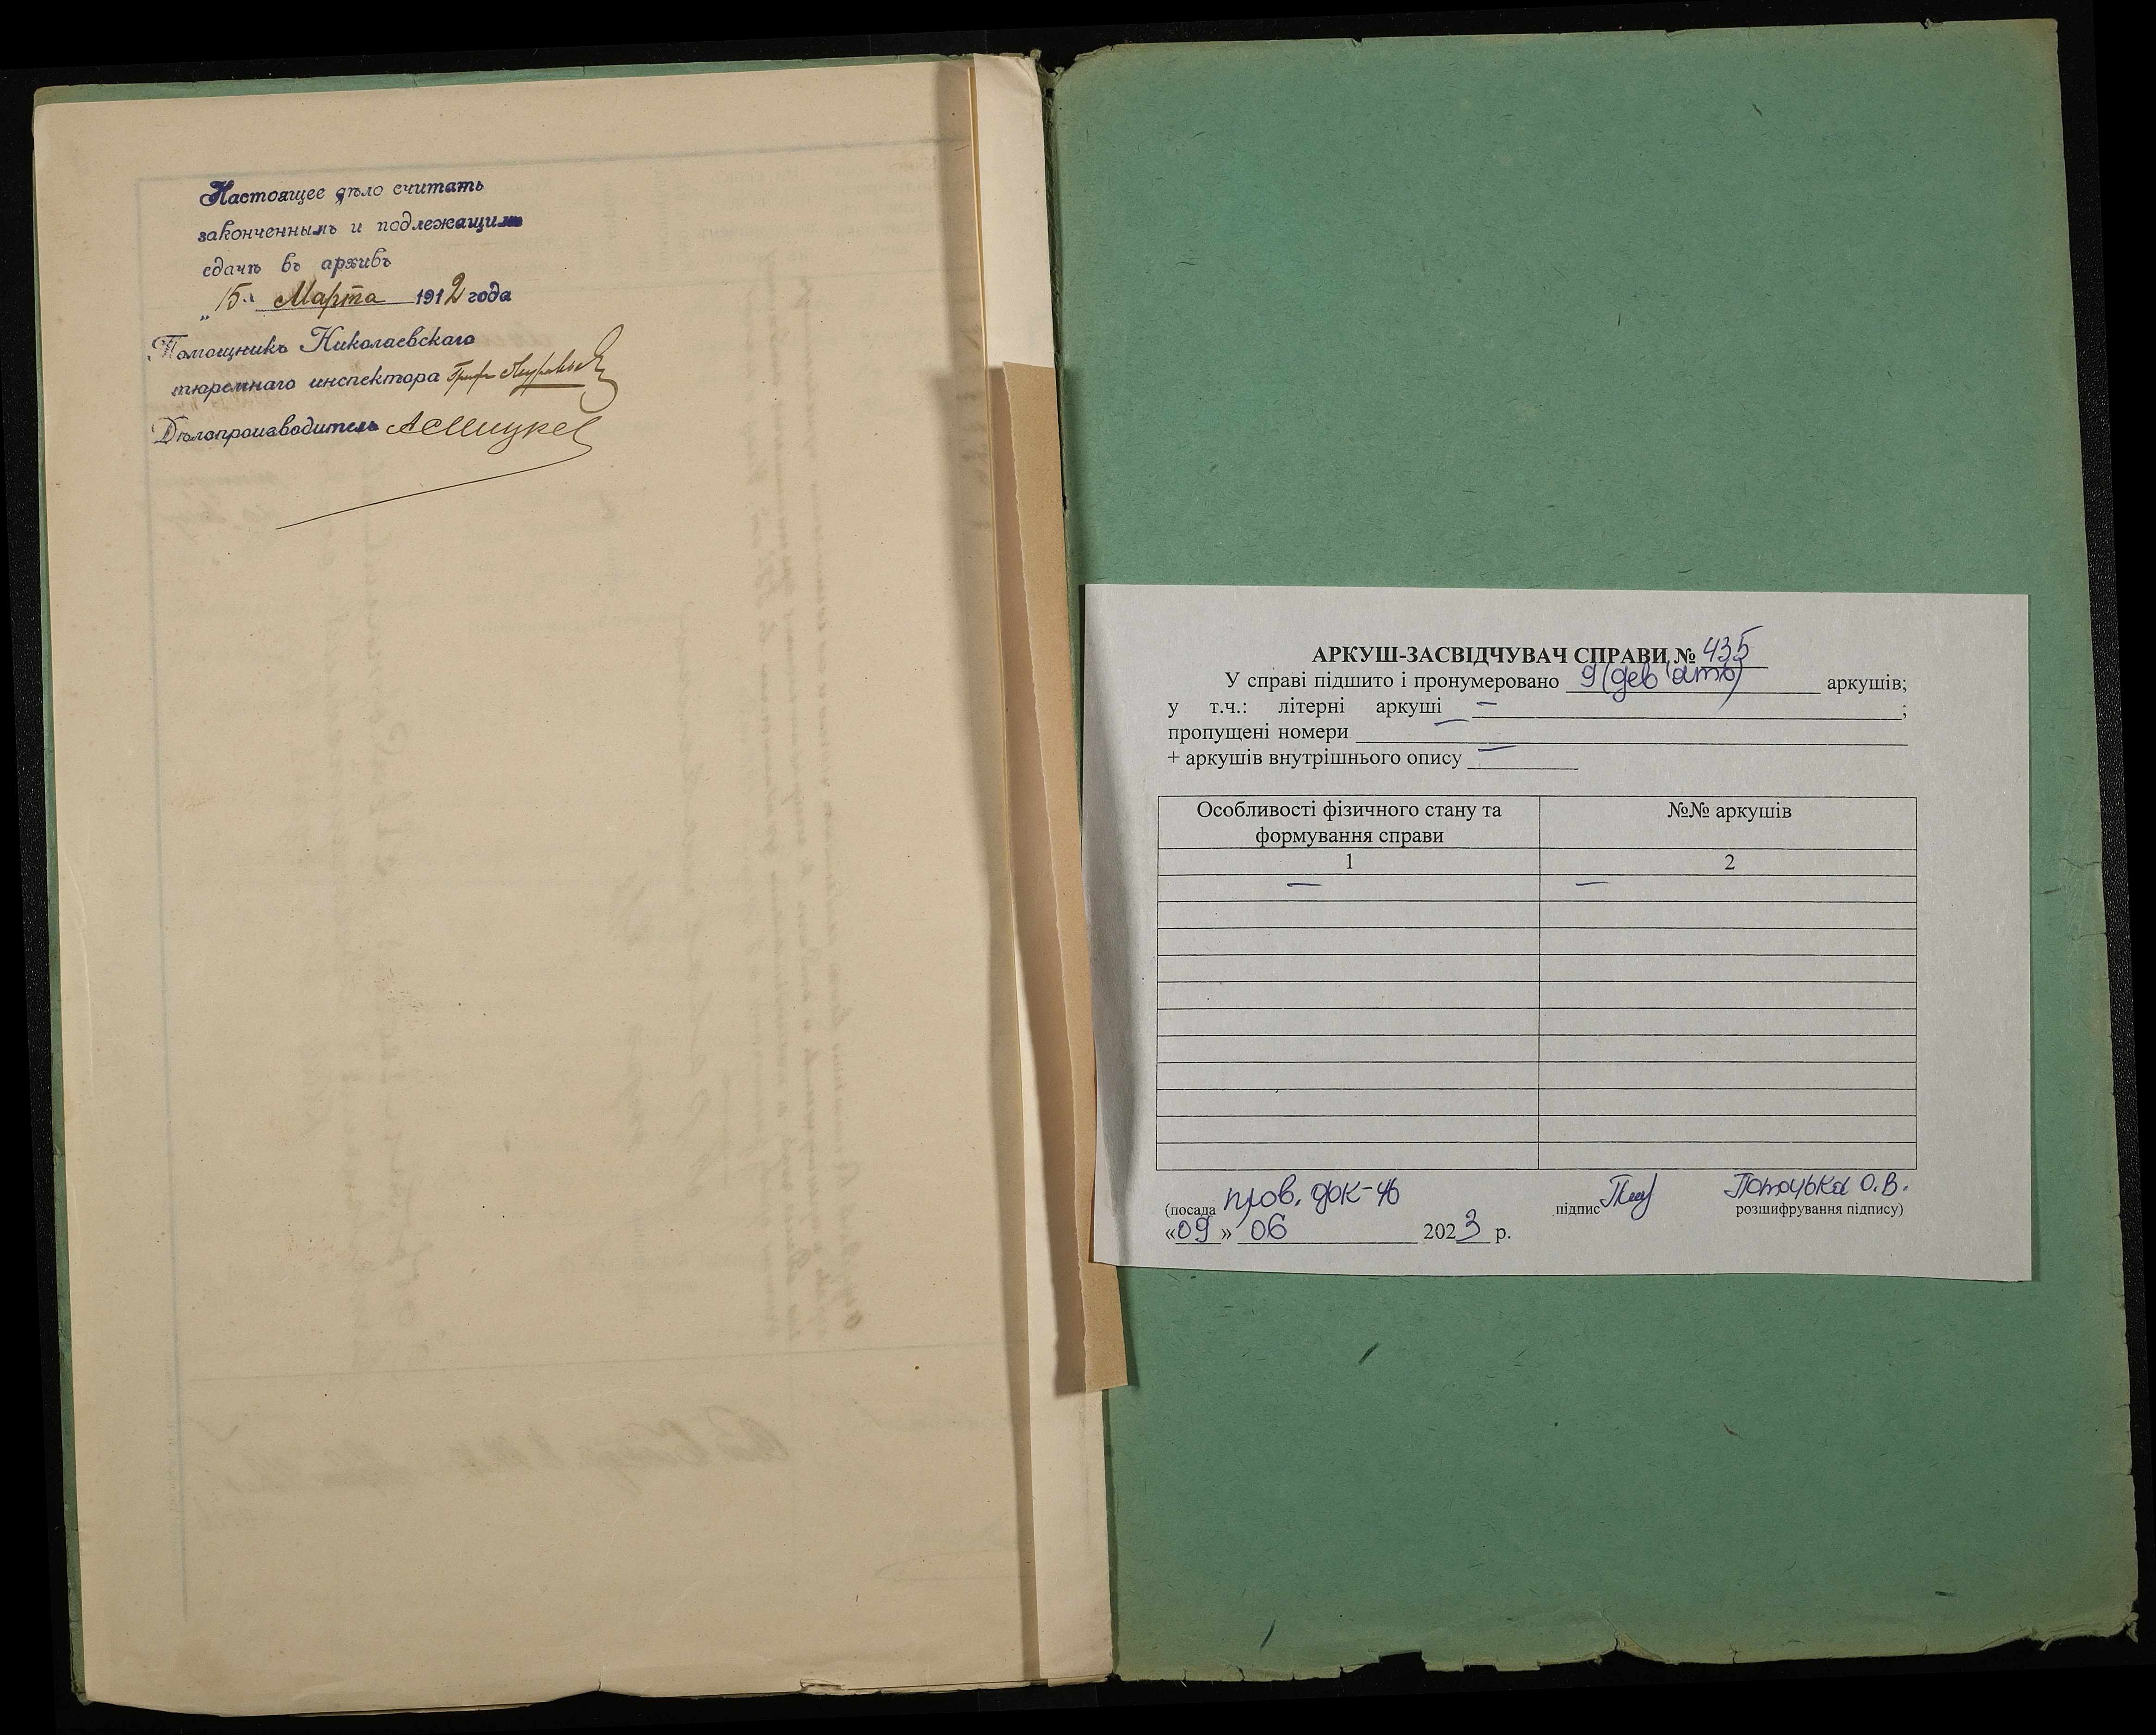 Настоящее дѣло считать
законченнымъ и подлежащимъ
сдачѣ въ архивъ
„15" Марта 1912 года
Помощникъ Николаевскаго
тюремнаго инспектора
Дѣлопроизводитель
АРКУШ-ЗАСВІДЧУВАЧ СПРАВИ № 435
У справі підшито і пронумеровано 9 (дев'ять) аркушів;
у т.ч.: літерні аркуші — ;
пропущені номери —
+ аркушів внутрішнього опису —
Особливості фізичного стану та
формування справи
№№ аркушів
1 2
— —
(посада пров. док-ч підпис О.В.
розшифрування підпису)
«09» 06 2023 р.